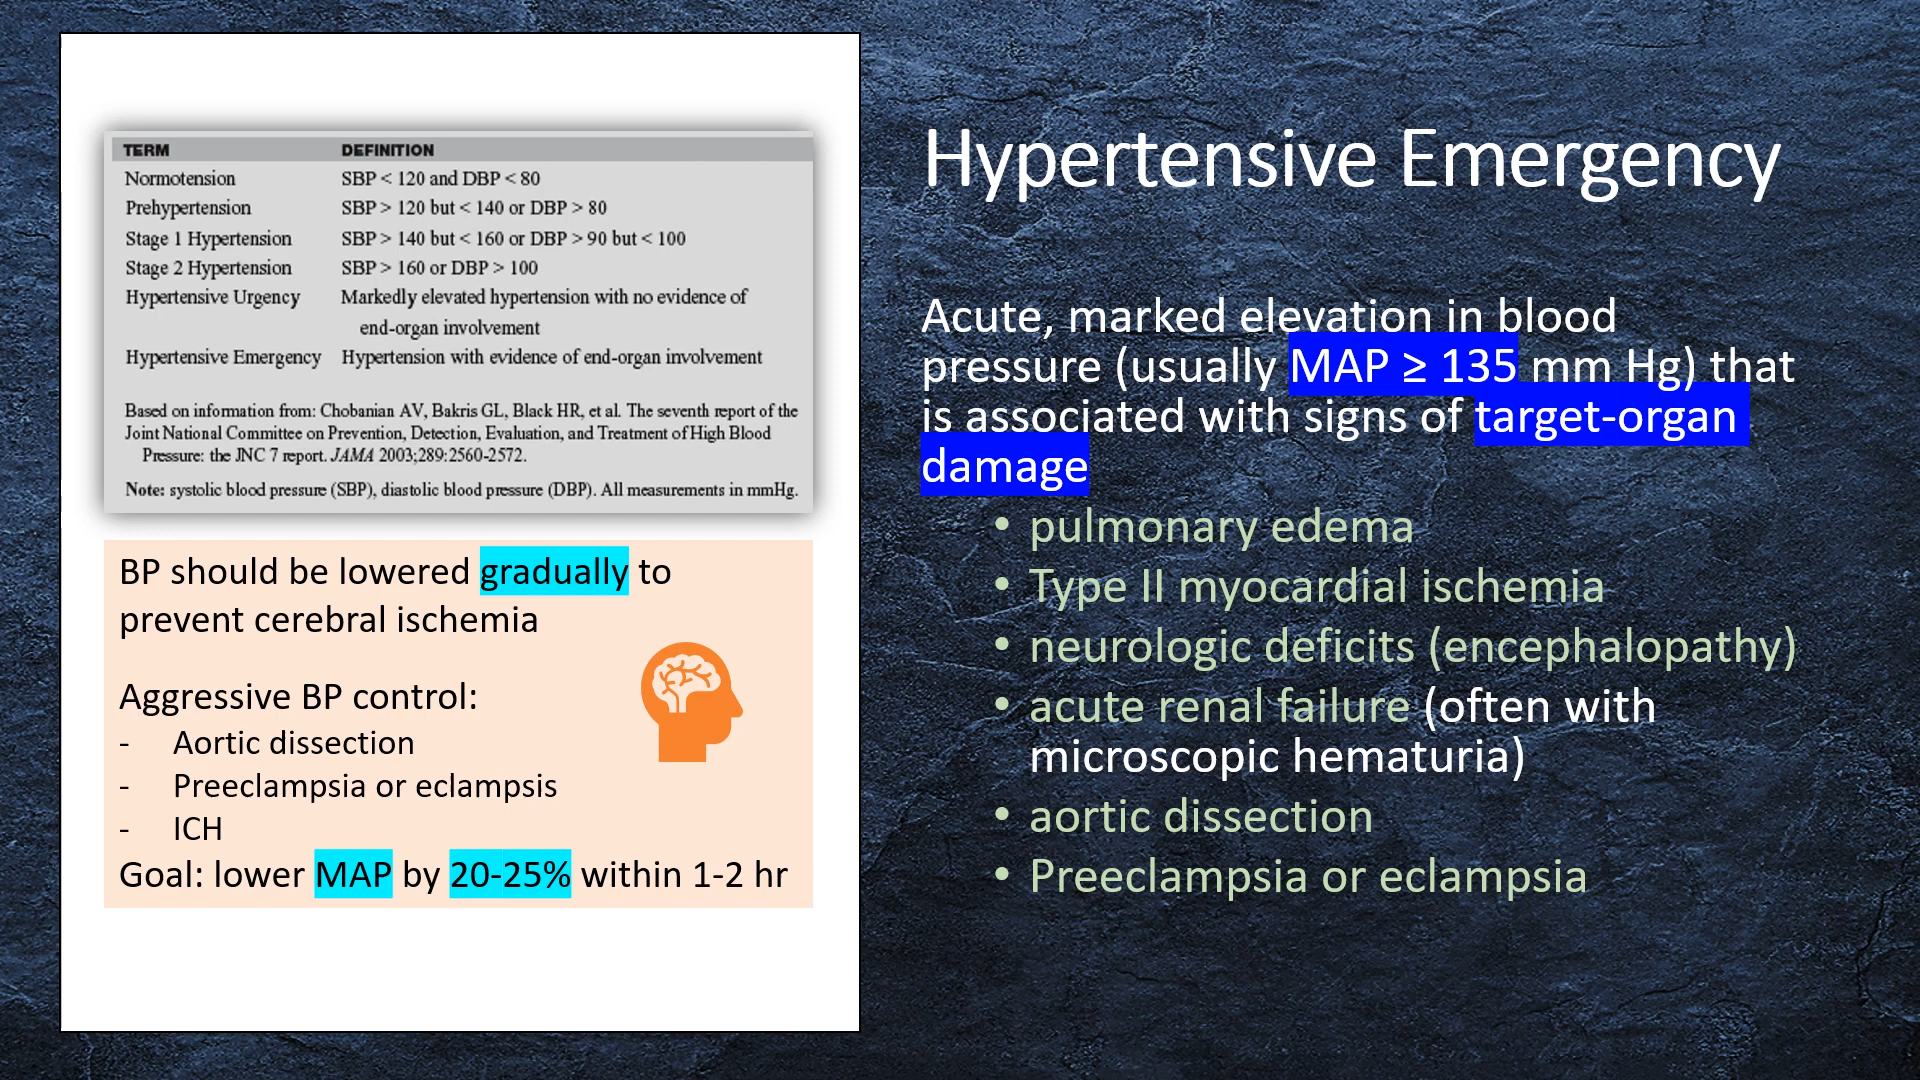 TERM DEFINITION
Normotension SBP < 120 and DBP < 80
Prehypertension SBP > 120 but < 140 or DBP > 80
Stage 1 Hypertension SBP > 140 but < 160 or DBP > 90 but < 100
Stage 2 Hypertension SBP > 160 or DBP > 100
Hypertensive Urgency Markedly elevated hypertension with no evidence of
end-organ involvement
Hypertensive Emergency Hypertension with evidence of end-organ involvement
Based on information from: Chobanian AV, Bakris GL, Black HR, et al. The seventh report of the
Joint National Committee on Prevention, Detection, Evaluation, and Treatment of High Blood
Pressure: the JNC 7 report. JAMA 2003;289:2560-2572.
Note: systolic blood pressure (SBP), diastolic blood pressure (DBP). All measurements in mmHg.
BP should be lowered gradually to
prevent cerebral ischemia
Aggressive BP control:
- Aortic dissection
- Preeclampsia or eclampsis
- ICH
Goal: lower MAP by 20-25% within 1-2 hr
Hypertensive Emergency
Acute, marked elevation in blood
pressure (usually MAP ≥ 135 mm Hg) that
is associated with signs of target-organ
damage
• pulmonary edema
• Type II myocardial ischemia
• neurologic deficits (encephalopathy)
• acute renal failure (often with
microscopic hematuria)
• aortic dissection
• Preeclampsia or eclampsia